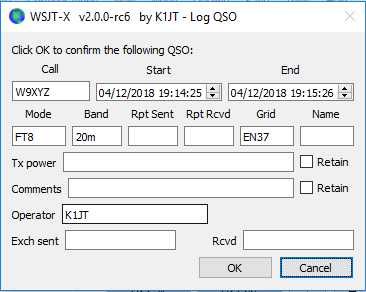 WSJT-X v2.0.0-rc6 by K1JT - Log QSO
Click OK to confirm the following QSO:
Call Start End
W9XYZ 04/12/2018 19:14:25 04/12/2018 19:15:26
Mode Band Rpt Sent Rpt Rcvd Grid Name
FT8 20m EN37
Tx power Retain
Comments Retain
Operator K1JT
Exch sent Rcvd
OK Cancel